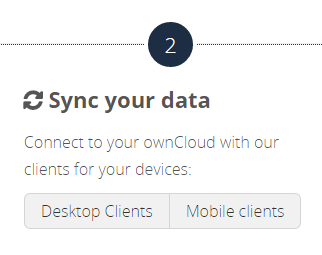 2
Sync your data
Connect to your ownCloud with our
clients for your devices:
Desktop Clients Mobile clients